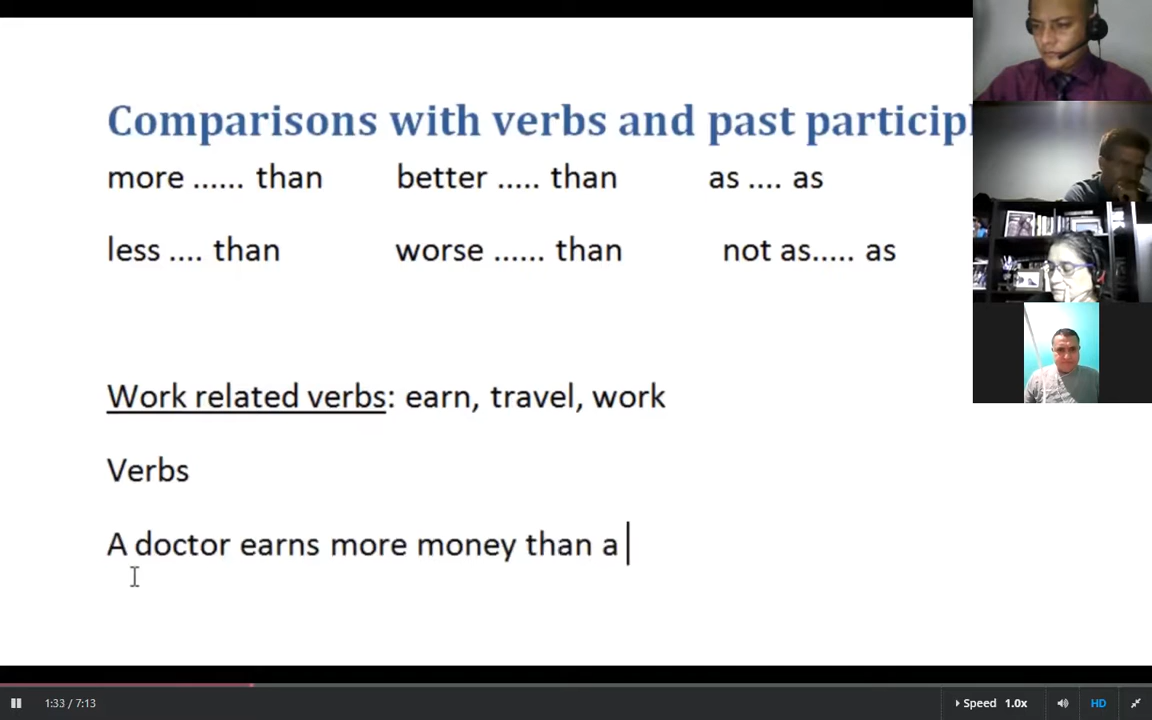 Comparisons with verbs and past particip
more ...... than better ..... than as .... as
less .... than worse ...... than not as..... as
Work related verbs: earn, travel, work
Verbs
A doctor earns more money than a
1:33 / 7:13 Speed 1.0x HD